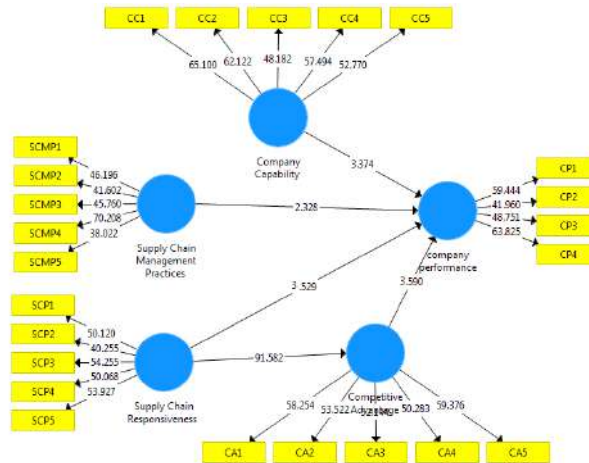 CC1 CC2 CC3 CC4 CC5
65.100 62.122 48.182 57.494 52.770
Company
Capability
3.374
SCMP1
SCMP2
SCMP3
SCMP4
SCMP5
46.196
41.602
45.760
70.208
38.022
Supply Chain
Management
Practices
2.328
CP1
CP2
CP3
CP4
59.444
41.960
48.751
63.825
company
performance
3.590
SCP1
SCP2
SCP3
SCP4
SCP5
50.120
40.255
54.255
50.068
53.927
Supply Chain
Responsiveness
3.529
91.582
Competitive
Advantage
58.254 53.522 50.283 59.376
CA1 CA2 CA3 CA4 CA5